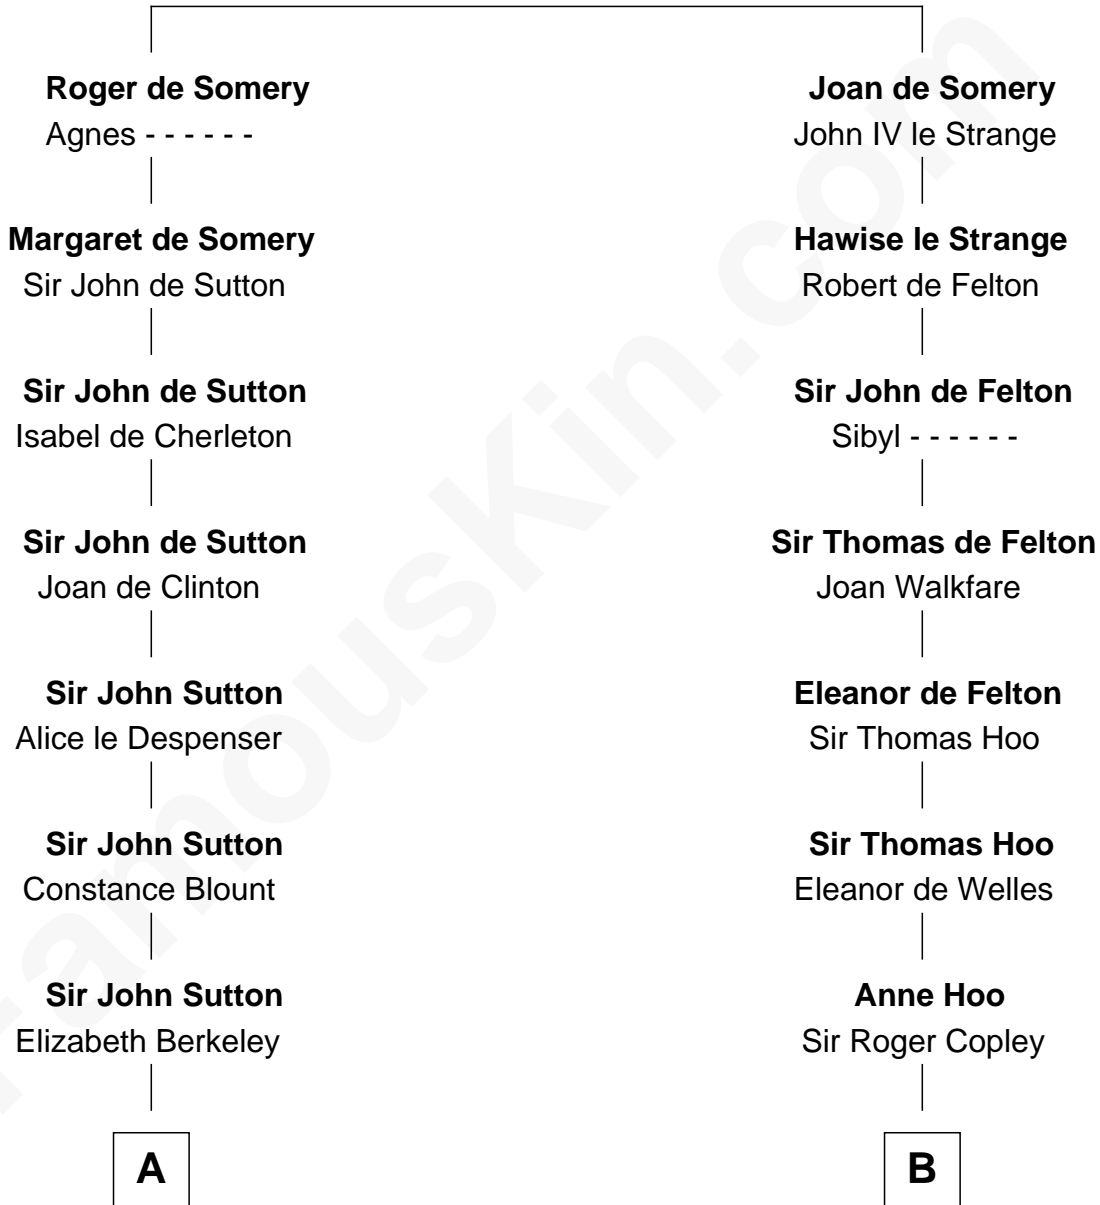 Roger de Somery
Agnes - - - - - -
Joan de Somery
John IV le Strange
Margaret de Somery
Sir John de Sutton
Hawise le Strange
Robert de Felton
Sir John de Sutton
Isabel de Cherleton
Sir John de Felton
Sibyl - - - - - -
Sir John de Sutton
Joan de Clinton
Sir Thomas de Felton
Joan Walkfare
Sir John Sutton
Alice le Despenser
Eleanor de Felton
Sir Thomas Hoo
Sir John Sutton
Constance Blount
Sir Thomas Hoo
Eleanor de Welles
Sir John Sutton
Elizabeth Berkeley
Anne Hoo
Sir Roger Copley
A
B
FamousKin.com